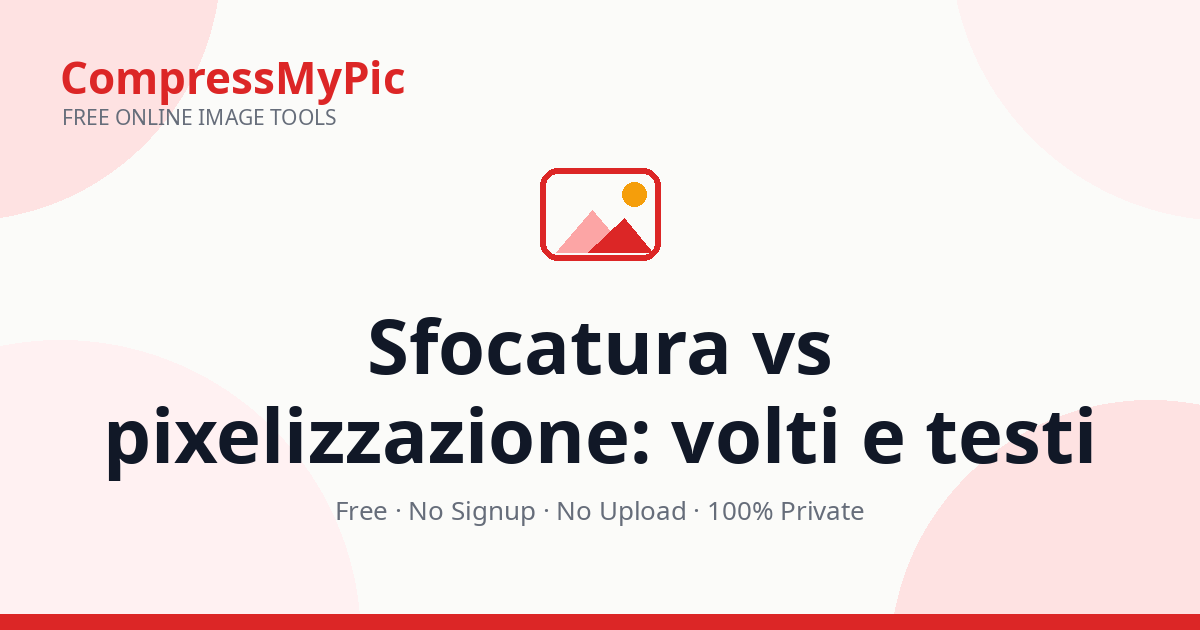 CompressMyPic
FREE ONLINE IMAGE TOOLS
Sfocatura vs
pixelizzazione: volti e testi
Free · No Signup · No Upload · 100% Private